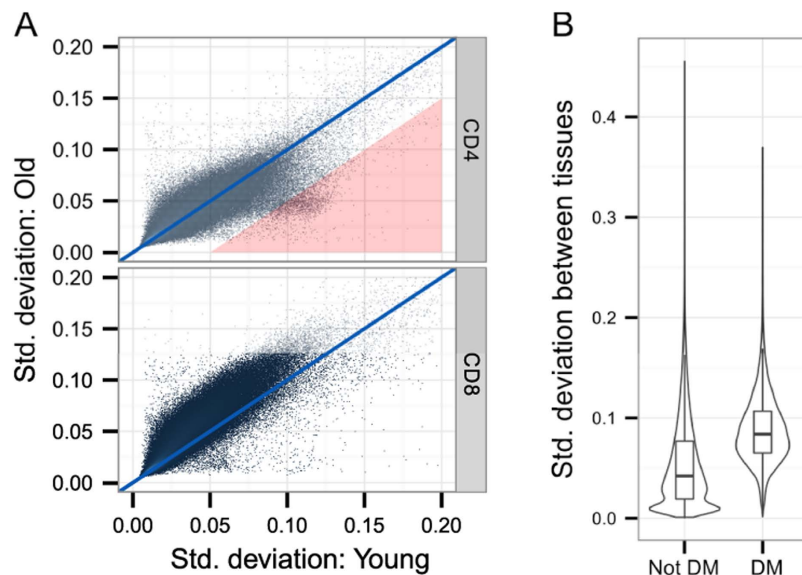 A
B
0.20
0.15
0.10
0.05
0.00
CD4
0.20
0.15
0.10
0.05
0.00
CD8
Std. deviation: Old
0.00
0.05
0.10
0.15
0.20
Std. deviation: Young
Std. deviation between tissues
0.4
0.3
0.2
0.1
0.0
Not DM
DM